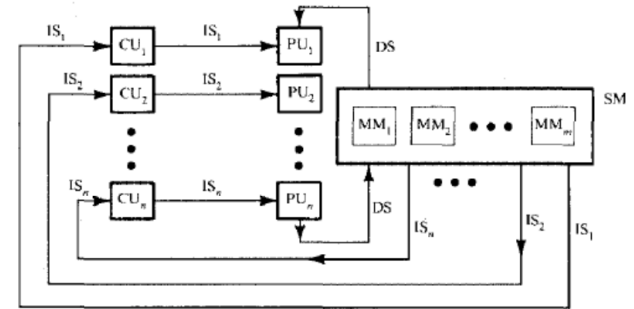 IS₁ CU₁ IS₁ PU₁ DS
IS₂ CU₂ IS₂ PU₂ SM
MM₁ MM₂ MMₘ
ISₙ CUₙ ISₙ PUₙ DS ISₙ IS₂ IS₁